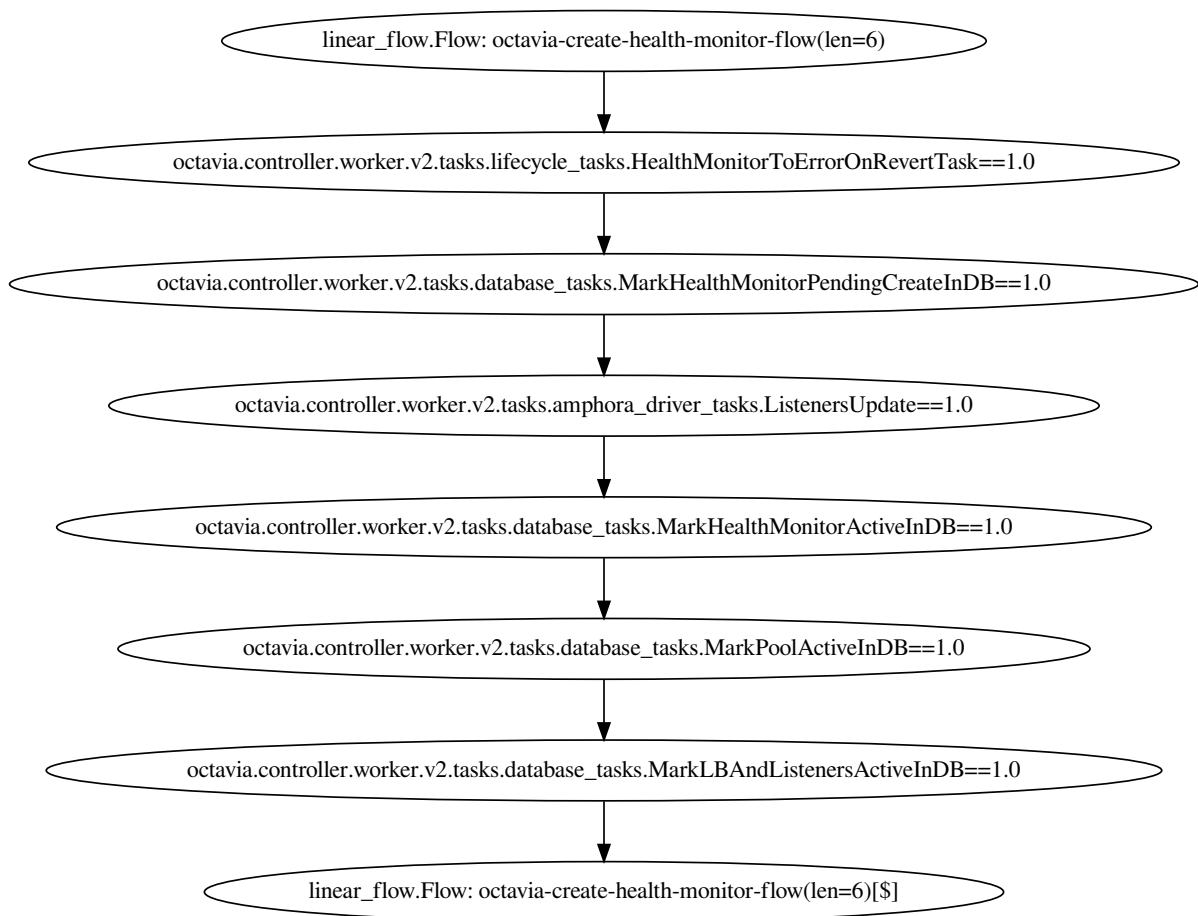 linear_flow.Flow: octavia-create-health-monitor-flow(len=6)
octavia.controller.worker.v2.tasks.lifecycle_tasks.HealthMonitorToErrorOnRevertTask==1.0
octavia.controller.worker.v2.tasks.database_tasks.MarkHealthMonitorPendingCreateInDB==1.0
octavia.controller.worker.v2.tasks.amphora_driver_tasks.ListenersUpdate==1.0
octavia.controller.worker.v2.tasks.database_tasks.MarkHealthMonitorActiveInDB==1.0
octavia.controller.worker.v2.tasks.database_tasks.MarkPoolActiveInDB==1.0
octavia.controller.worker.v2.tasks.database_tasks.MarkLBAndListenersActiveInDB==1.0
linear_flow.Flow: octavia-create-health-monitor-flow(len=6)[$]